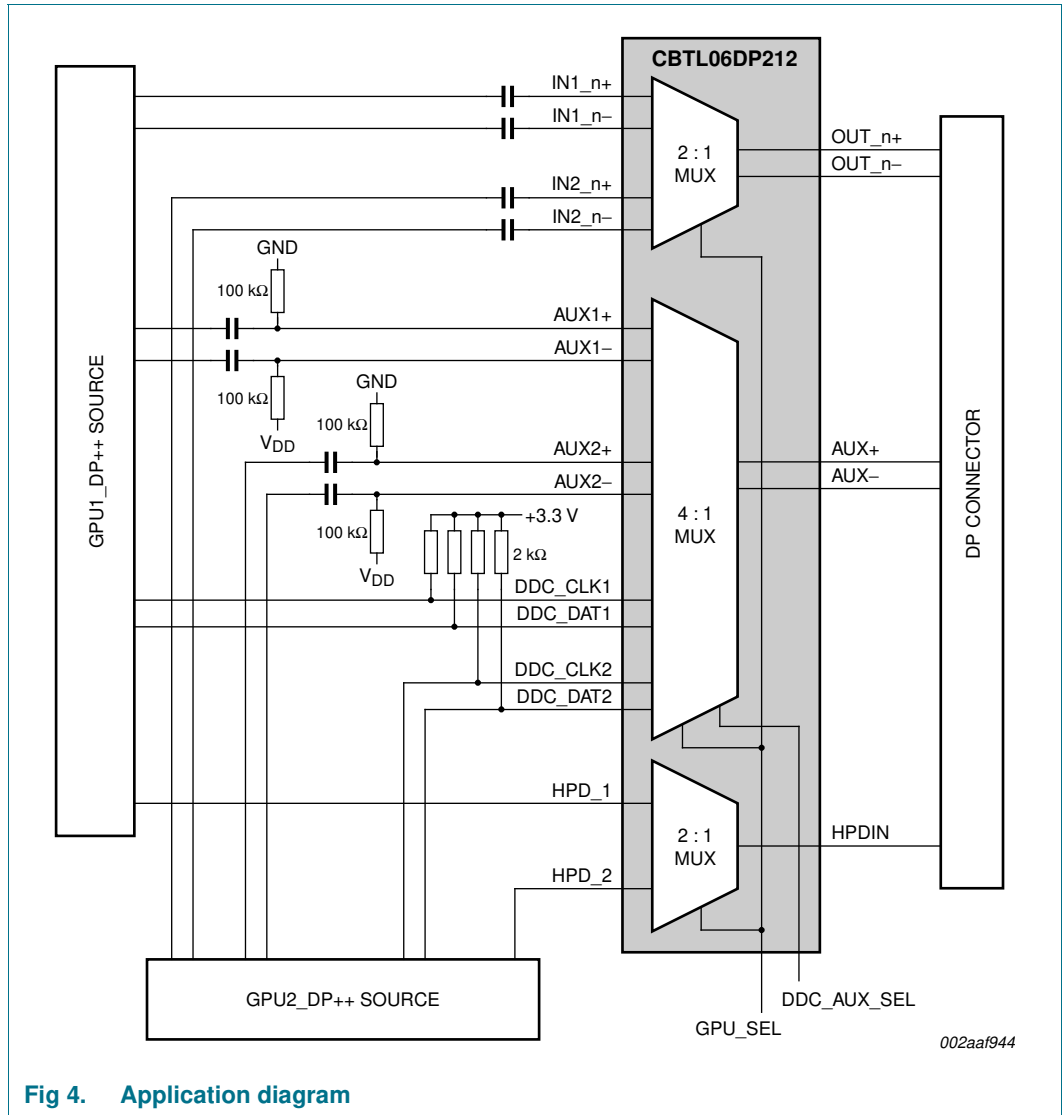 CBTL06DP212
IN1_n+
IN1_n−
OUT_n+
OUT_n−
2 : 1
MUX
IN2_n+
IN2_n−
GND
100 kΩ
AUX1+
AUX1−
100 kΩ
VDD
GND
100 kΩ
AUX2+
AUX2−
100 kΩ
VDD
+3.3 V
2 kΩ
AUX+
AUX−
4 : 1
MUX
DDC_CLK1
DDC_DAT1
DDC_CLK2
DDC_DAT2
HPD_1
HPD_2
2 : 1
MUX
HPDIN
GPU1_DP++ SOURCE
DP CONNECTOR
GPU2_DP++ SOURCE
DDC_AUX_SEL
GPU_SEL
002aaf944
Fig 4. Application diagram